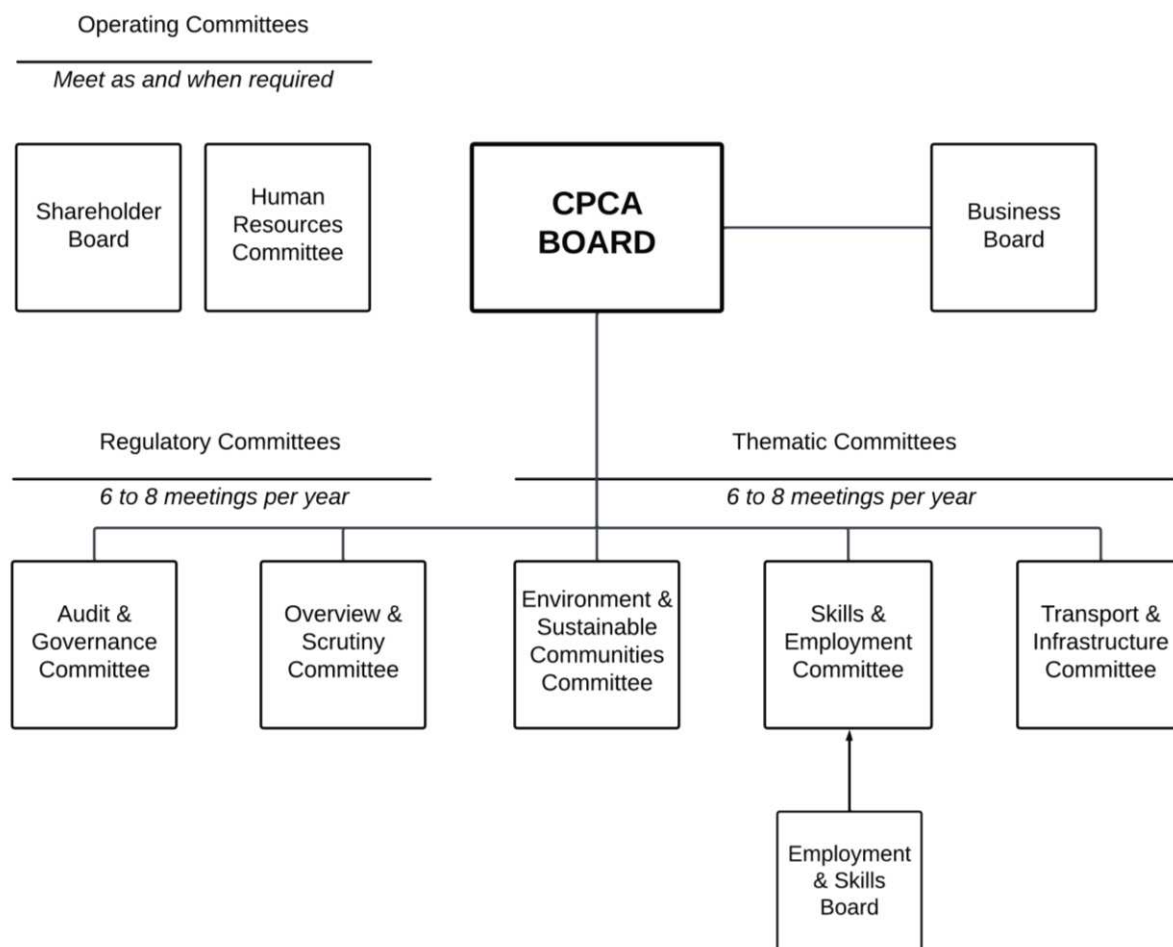 Operating Committees
Meet as and when required
Shareholder
Board
Human
Resources
Committee
CPCA
BOARD
Business
Board
Regulatory Committees
6 to 8 meetings per year
Thematic Committees
6 to 8 meetings per year
Audit &
Governance
Committee
Overview &
Scrutiny
Committee
Environment &
Sustainable
Communities
Committee
Skills &
Employment
Committee
Transport &
Infrastructure
Committee
Employment
& Skills
Board